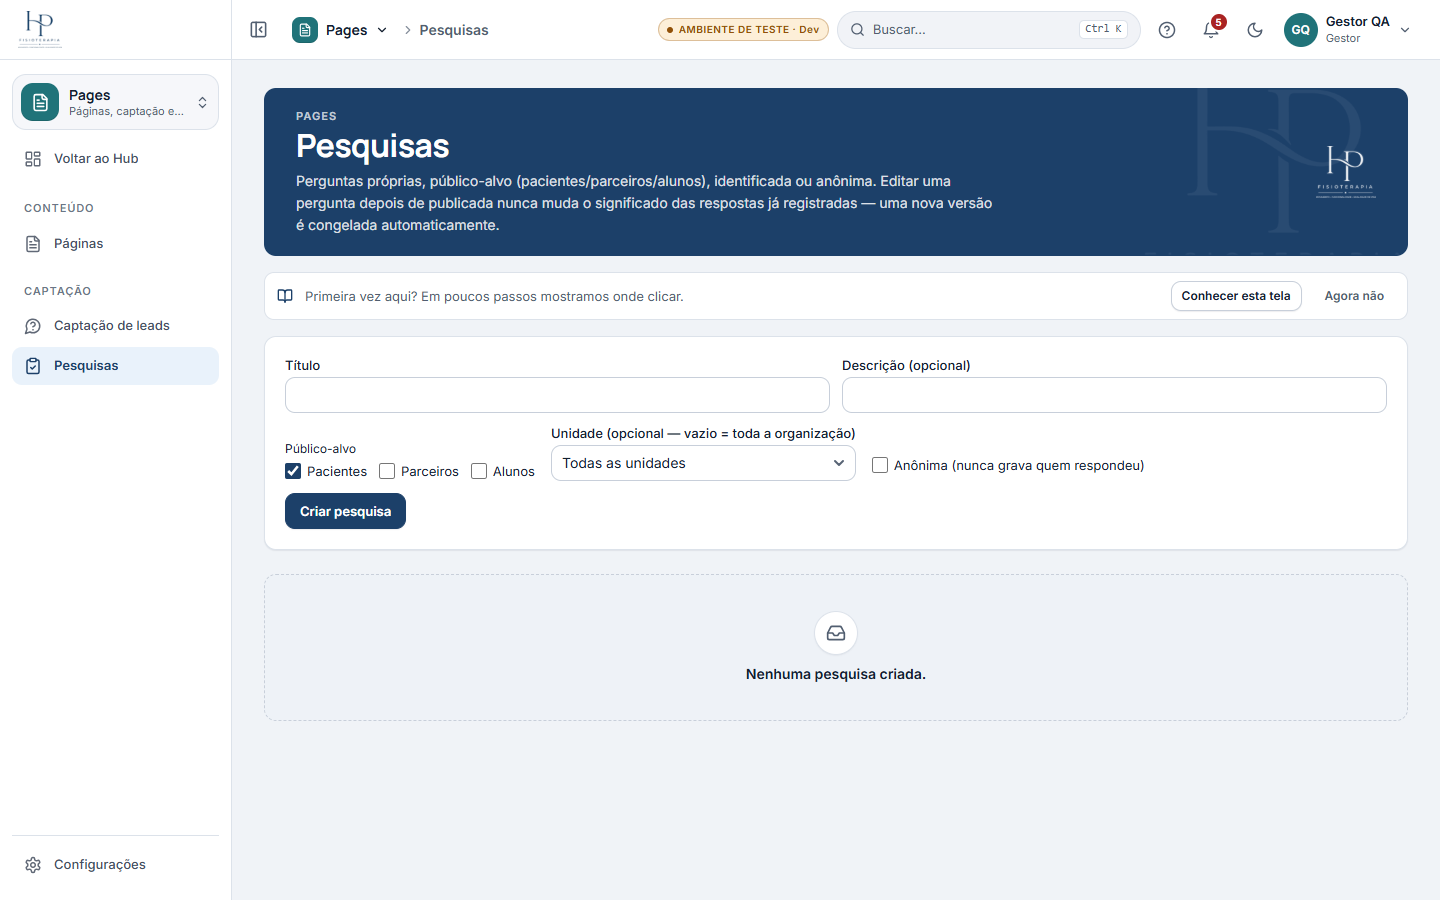 HP
FISIOTERAPIA
Pages
Pesquisas
AMBIENTE DE TESTE · Dev
Buscar...
Ctrl K
5
GQ
Gestor QA
Gestor
Pages
Páginas, captação e...
Voltar ao Hub
CONTEÚDO
Páginas
CAPTAÇÃO
Captação de leads
Pesquisas
Configurações
PAGES
Pesquisas
Perguntas próprias, público-alvo (pacientes/parceiros/alunos), identificada ou anônima. Editar uma
pergunta depois de publicada nunca muda o significado das respostas já registradas — uma nova versão
é congelada automaticamente.
HP
FISIOTERAPIA
Primeira vez aqui? Em poucos passos mostramos onde clicar.
Conhecer esta tela
Agora não
Título
Descrição (opcional)
Público-alvo
Pacientes
Parceiros
Alunos
Unidade (opcional — vazio = toda a organização)
Todas as unidades
Anônima (nunca grava quem respondeu)
Criar pesquisa
Nenhuma pesquisa criada.